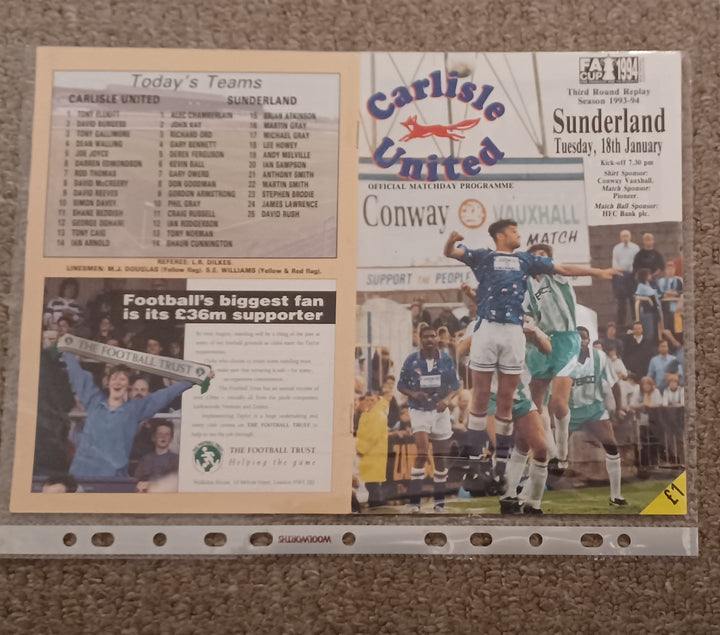 Today's Teams
CARLISLE UNITED
SUNDERLAND
1 TONY ELLIOTT
2 DAVID BURGESS
3 TONY GALLIMORE
4 DEAN WALLING
5 JOE JOYCE
6 DARREN EDMONDSON
7 ROD THOMAS
8 DAVID McCREERY
9 DAVID REEVES
10 SIMON DAVEY
11 SHANE REDDISH
12 GEORGE OGHANI
13 TONY CAIG
14 IAN ARNOLD
1 ALEC CHAMBERLAIN
2 JOHN KAY
3 RICHARD ORD
4 GARY BENNETT
5 DEREK FERGUSON
6 KEVIN BALL
7 GARY OWERS
8 DON GOODMAN
9 GORDON ARMSTRONG
10 PHIL GRAY
11 CRAIG RUSSELL
12 IAN RODGERSON
13 TONY NORMAN
14 SHAUN CUNNINGTON
15 BRIAN ATKINSON
16 MARTIN GRAY
17 MICHAEL GRAY
18 LEE HOWEY
19 ANDY MELVILLE
20 IAN SAMPSON
21 ANTHONY SMITH
22 MARTIN SMITH
23 STEPHEN BRODIE
24 JAMES LAWRENCE
25 DAVID RUSH
REFEREE: L.R. DILKES.
LINESMEN: M.J. DOUGLAS (Yellow flag). S.E. WILLIAMS (Yellow & Red flag).
Football's biggest fan
is its £36m supporter
THE FOOTBALL TRUST
THE FOOTBALL TRUST
Helping the game
Carlisle
United
OFFICIAL MATCHDAY PROGRAMME
FA
CUP
1994
Third Round Replay
Season 1993-94
Sunderland
Tuesday, 18th January
Kick-off 7.30 pm
Shirt Sponsor:
Conway Vauxhall.
Match Sponsor:
Pioneer.
Match Ball Sponsor:
HFC Bank plc.
Conway VAUXHALL
MATCH
SUPPORT the PEOPLE
£1
WOOLWORTHS